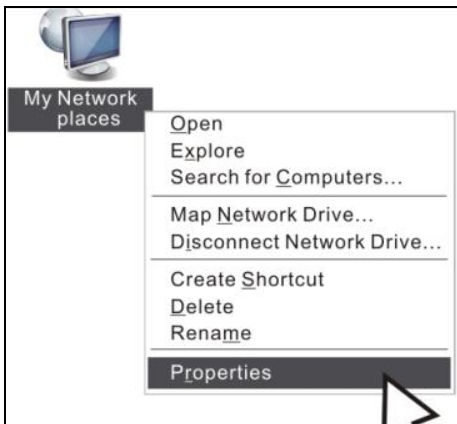 My Network
places
Open
Explore
Search for Computers...
Map Network Drive...
Disconnect Network Drive...
Create Shortcut
Delete
Rename
Properties